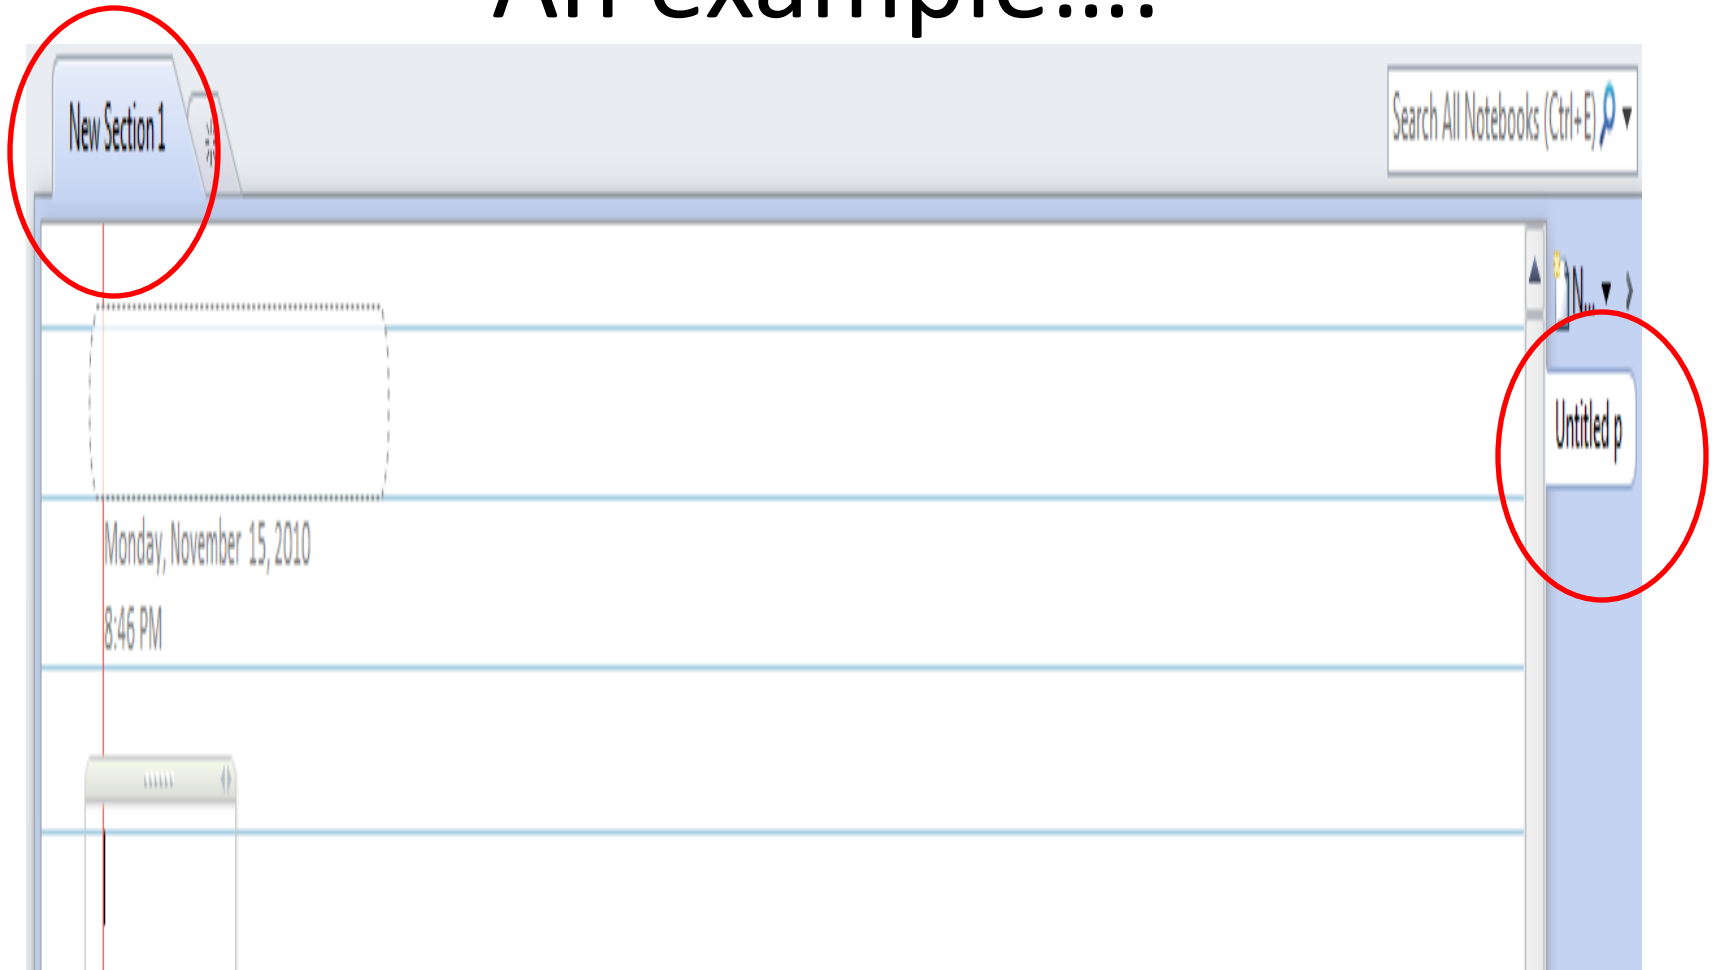 An example....
New Section 1
Search All Notebooks (Ctrl+E)
N...
Untitled p
Monday, November 15, 2010
8:46 PM